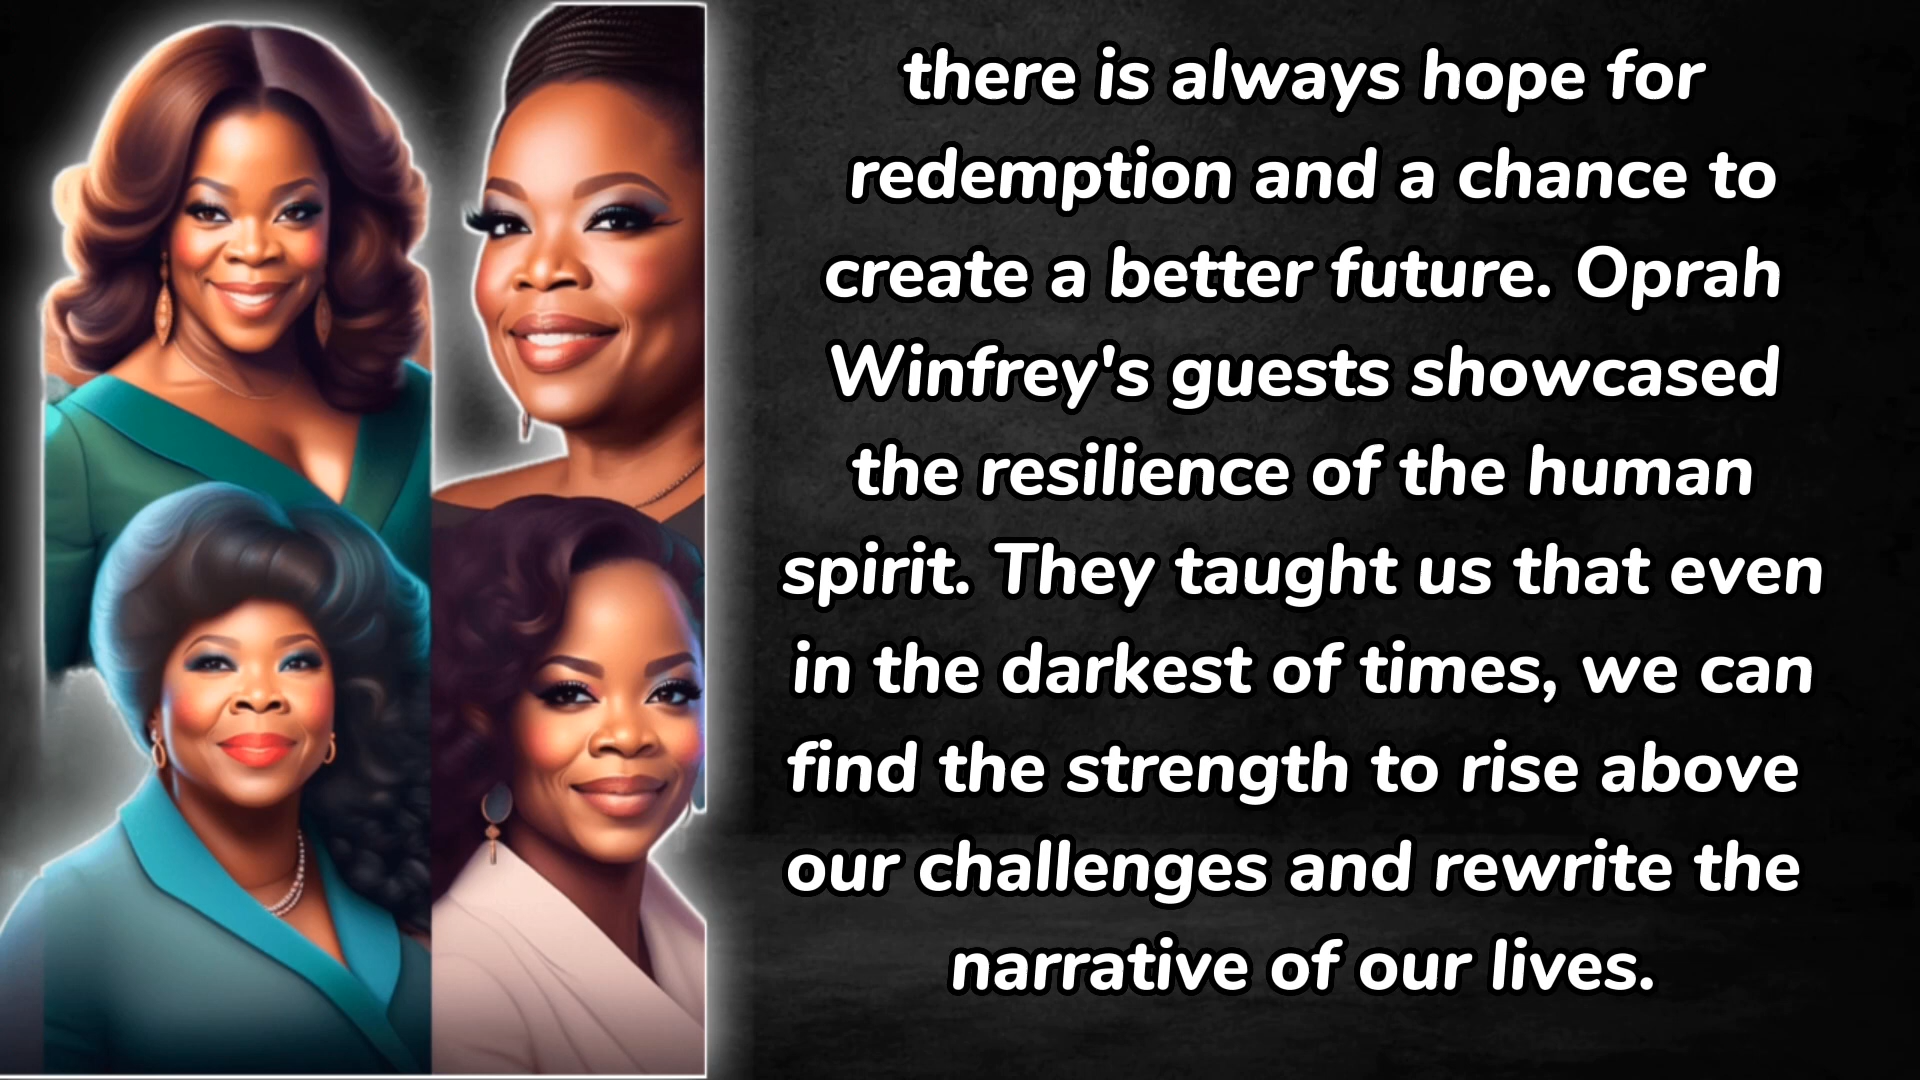 there is always hope for
redemption and a chance to
create a better future. Oprah
Winfrey's guests showcased
the resilience of the human
spirit. They taught us that even
in the darkest of times, we can
find the strength to rise above
our challenges and rewrite the
narrative of our lives.